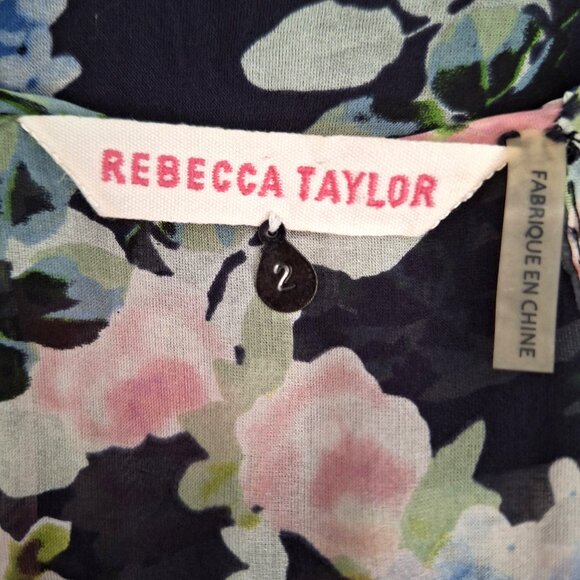 REBECCA TAYLOR
2
FABRIQUE EN CHINE